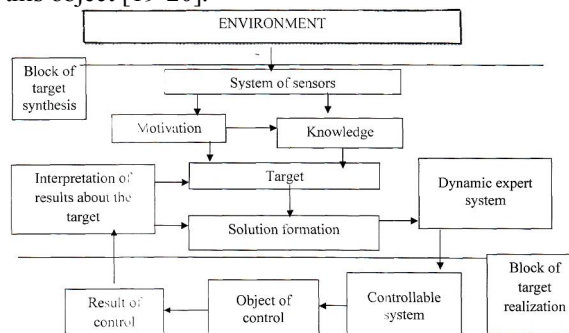 this object [19-20].
ENVIRONMENT
Block of
target
synthesis
System of sensors
Motivation
Knowledge
Interpretation of
results about the
target
Target
Solution formation
Dynamic expert
system
Block of
target
realization
Result of
control
Object of
control
Controllable
system